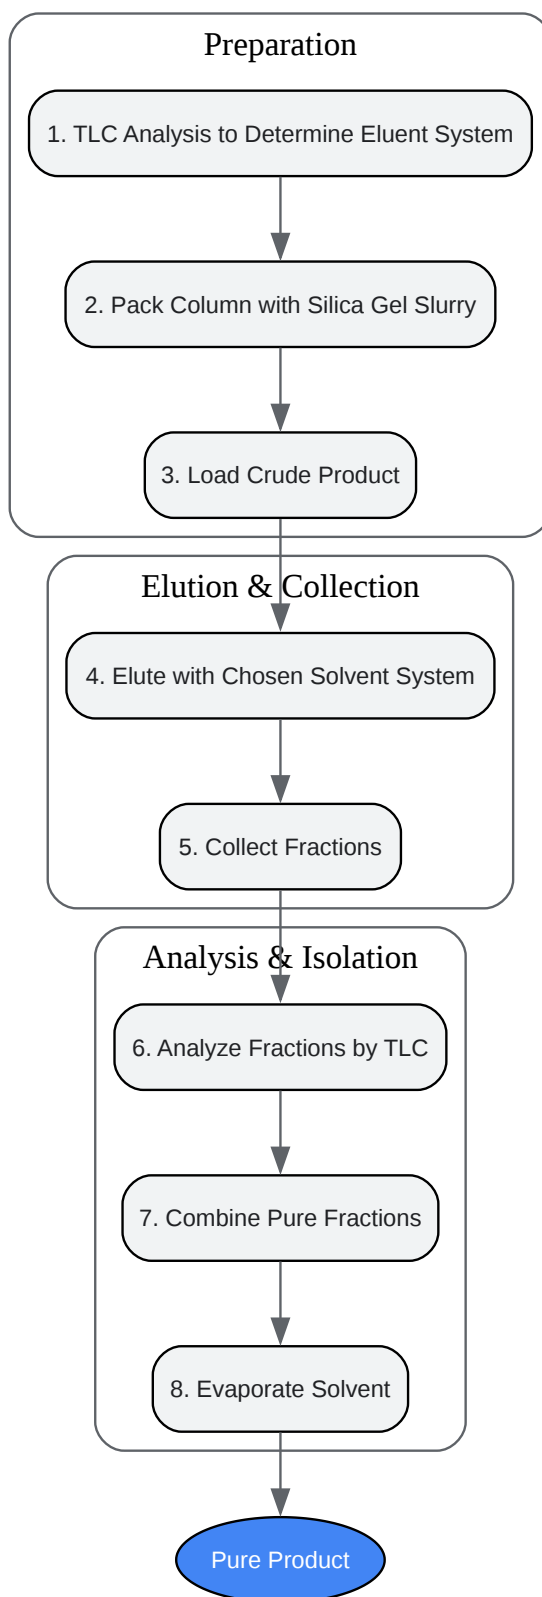 Preparation
1. TLC Analysis to Determine Eluent System
2. Pack Column with Silica Gel Slurry
3. Load Crude Product
Elution & Collection
4. Elute with Chosen Solvent System
5. Collect Fractions
Analysis & Isolation
6. Analyze Fractions by TLC
7. Combine Pure Fractions
8. Evaporate Solvent
Pure Product